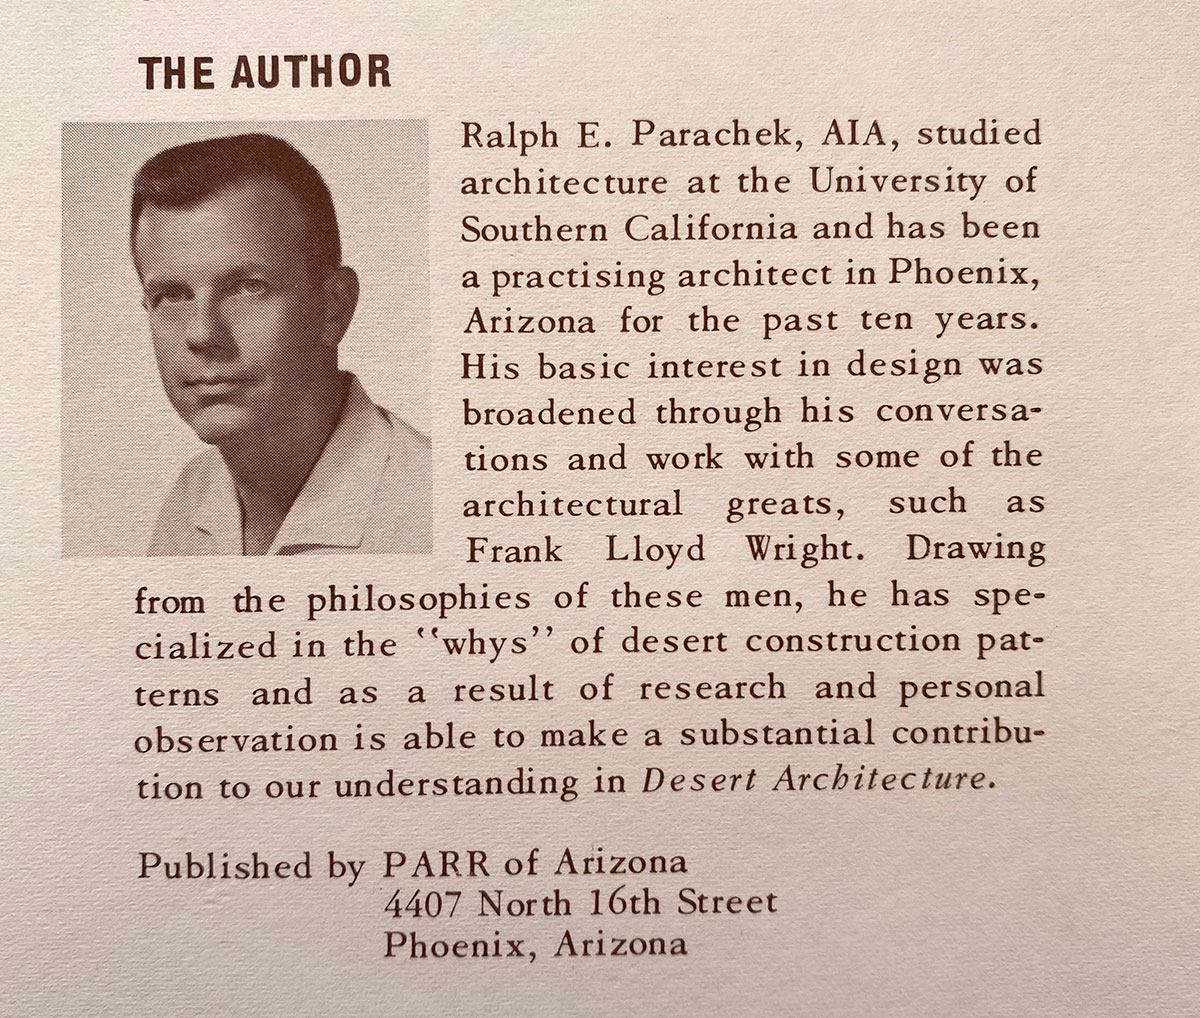 THE AUTHOR
Ralph E. Parachek, AIA, studied
architecture at the University of
Southern California and has been
a practising architect in Phoenix,
Arizona for the past ten years.
His basic interest in design was
broadened through his conversa-
tions and work with some of the
architectural greats, such as
Frank Lloyd Wright. Drawing
from the philosophies of these men, he has spe-
cialized in the ‘‘whys’’ of desert construction pat-
terns and as a result of research and personal
observation is able to make a substantial contribu-
tion to our understanding in Desert Architecture.
Published by PARR of Arizona
4407 North 16th Street
Phoenix, Arizona